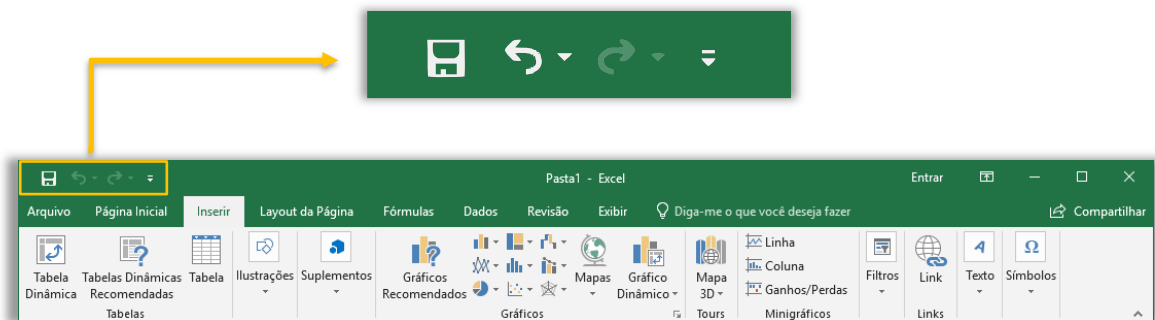 Pasta1 - Excel
Entrar
Arquivo Página Inicial Inserir Layout da Página Fórmulas Dados Revisão Exibir Diga-me o que você deseja fazer Compartilhar
Tabela Dinâmica
Tabelas Dinâmicas Recomendadas
Tabela
Ilustrações
Suplementos
Gráficos Recomendados
Mapas
Gráfico Dinâmico
Mapa 3D
Linha
Coluna
Ganhos/Perdas
Filtros
Link
Texto
Símbolos
Tabelas
Gráficos
Tours
Minigráficos
Links